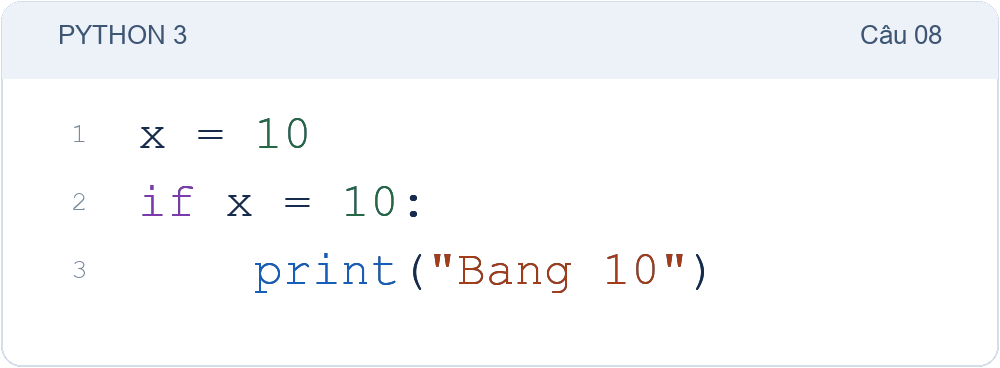 PYTHON 3 Câu 08
1 x = 10
2 if x = 10:
3     print("Bang 10")